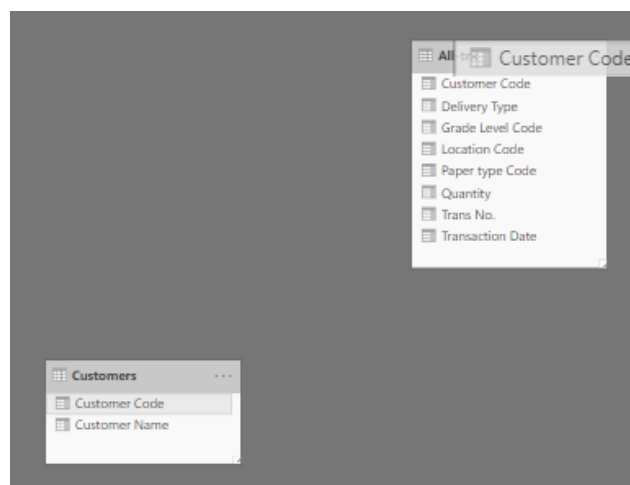 All
Customer Code
Customer Code
Delivery Type
Grade Level Code
Location Code
Paper type Code
Quantity
Trans No.
Transaction Date
Customers
Customer Code
Customer Name